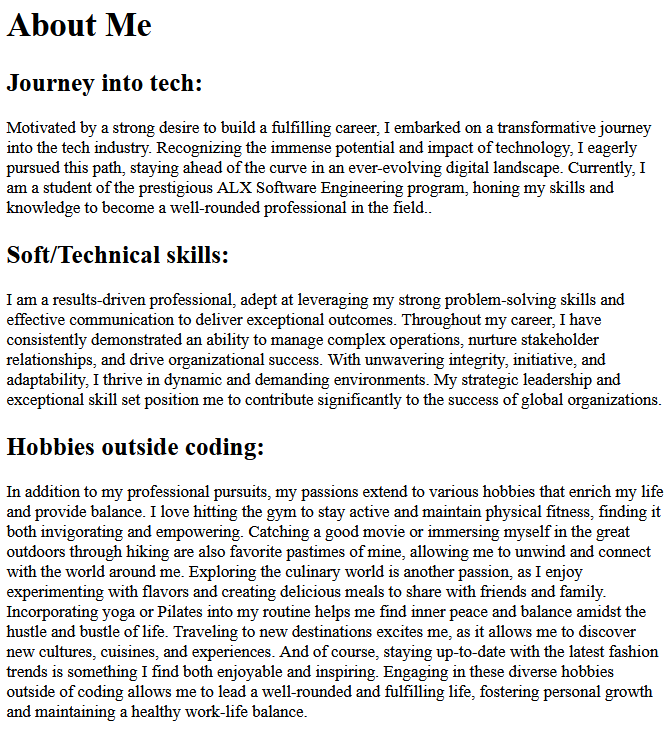 About Me
Journey into tech:
Motivated by a strong desire to build a fulfilling career, I embarked on a transformative journey
into the tech industry. Recognizing the immense potential and impact of technology, I eagerly
pursued this path, staying ahead of the curve in an ever-evolving digital landscape. Currently, I
am a student of the prestigious ALX Software Engineering program, honing my skills and
knowledge to become a well-rounded professional in the field..
Soft/Technical skills:
I am a results-driven professional, adept at leveraging my strong problem-solving skills and
effective communication to deliver exceptional outcomes. Throughout my career, I have
consistently demonstrated an ability to manage complex operations, nurture stakeholder
relationships, and drive organizational success. With unwavering integrity, initiative, and
adaptability, I thrive in dynamic and demanding environments. My strategic leadership and
exceptional skill set position me to contribute significantly to the success of global organizations.
Hobbies outside coding:
In addition to my professional pursuits, my passions extend to various hobbies that enrich my life
and provide balance. I love hitting the gym to stay active and maintain physical fitness, finding it
both invigorating and empowering. Catching a good movie or immersing myself in the great
outdoors through hiking are also favorite pastimes of mine, allowing me to unwind and connect
with the world around me. Exploring the culinary world is another passion, as I enjoy
experimenting with flavors and creating delicious meals to share with friends and family.
Incorporating yoga or Pilates into my routine helps me find inner peace and balance amidst the
hustle and bustle of life. Traveling to new destinations excites me, as it allows me to discover
new cultures, cuisines, and experiences. And of course, staying up-to-date with the latest fashion
trends is something I find both enjoyable and inspiring. Engaging in these diverse hobbies
outside of coding allows me to lead a well-rounded and fulfilling life, fostering personal growth
and maintaining a healthy work-life balance.